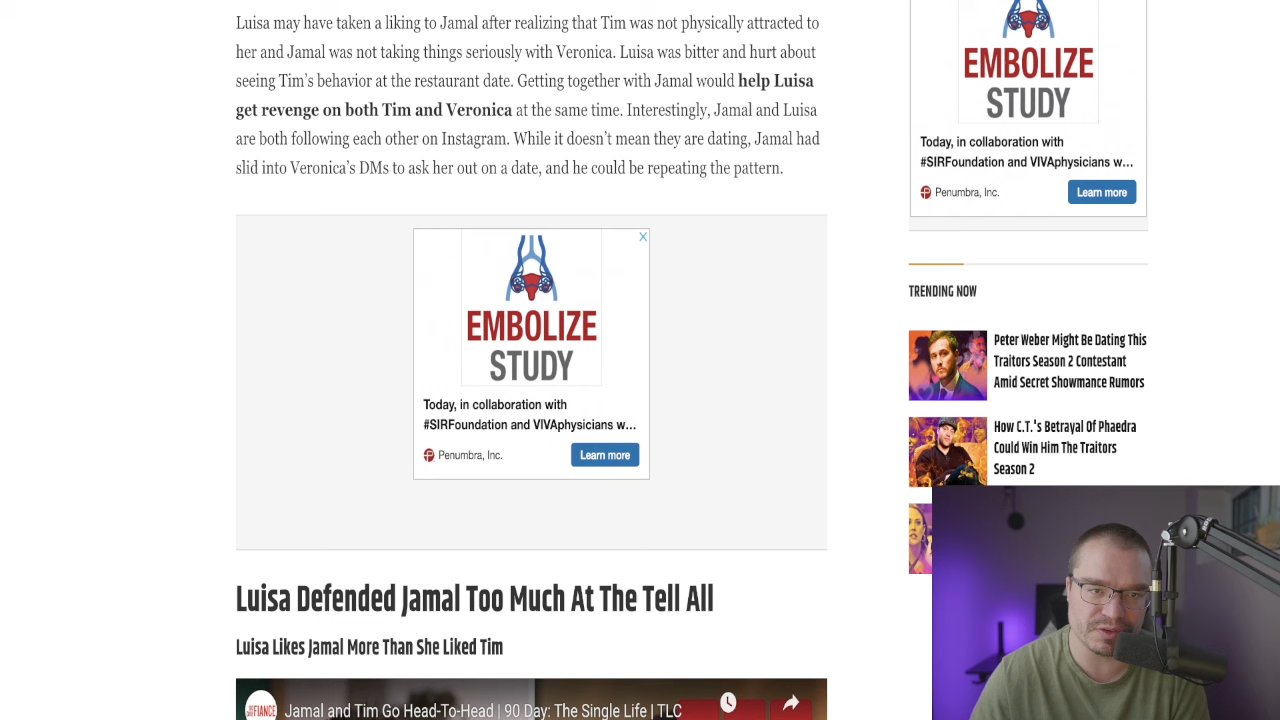 Luisa may have taken a liking to Jamal after realizing that Tim was not physically attracted to
her and Jamal was not taking things seriously with Veronica. Luisa was bitter and hurt about
seeing Tim’s behavior at the restaurant date. Getting together with Jamal would help Luisa
get revenge on both Tim and Veronica at the same time. Interestingly, Jamal and Luisa
are both following each other on Instagram. While it doesn’t mean they are dating, Jamal had
slid into Veronica’s DMs to ask her out on a date, and he could be repeating the pattern.
EMBOLIZE
STUDY
Today, in collaboration with
#SIRFoundation and VIVAphysicians w...
Penumbra, Inc.
Learn more
Luisa Defended Jamal Too Much At The Tell All
Luisa Likes Jamal More Than She Liked Tim
FIANCÉ
Jamal and Tim Go Head-To-Head | 90 Day: The Single Life | TLC
EMBOLIZE
STUDY
Today, in collaboration with
#SIRFoundation and VIVAphysicians w...
Penumbra, Inc.
Learn more
TRENDING NOW
Peter Weber Might Be Dating This
Traitors Season 2 Contestant
Amid Secret Showmance Rumors
How C.T.'s Betrayal Of Phaedra
Could Win Him The Traitors
Season 2